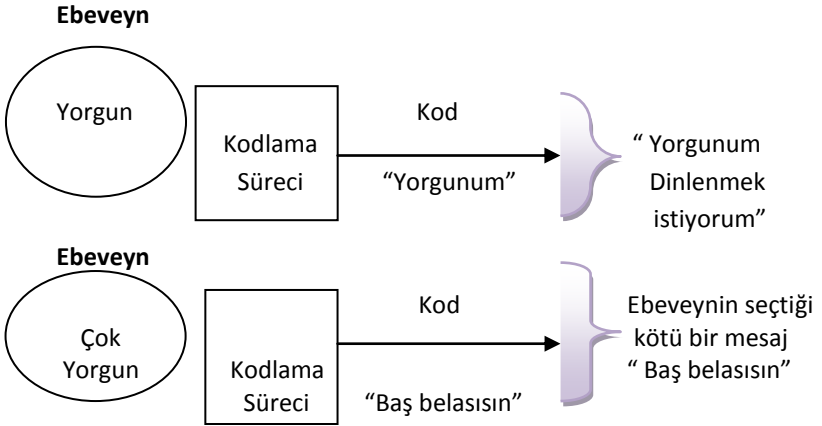 Ebeveyn
Yorgun
Kodlama
Süreci
Kod
“Yorgunum”
“ Yorgunum
Dinlenmek
istiyorum”
Ebeveyn
Çok
Yorgun
Kodlama
Süreci
Kod
“Baş belasısın”
Ebeveynin seçtiği
kötü bir mesaj
“ Baş belasısın”